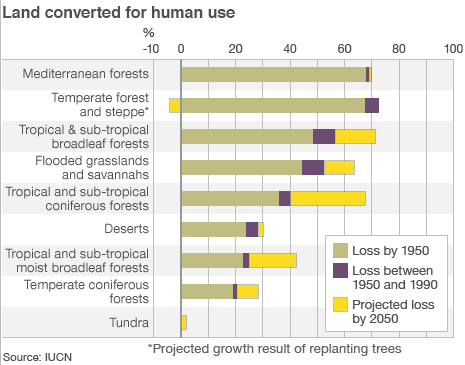 Land converted for human use
%
-10 0 20 40 60 80 100
Mediterranean forests
Temperate forest
and steppe*
Tropical & sub-tropical
broadleaf forests
Flooded grasslands
and savannahs
Tropical and sub-tropical
coniferous forests
Deserts
Tropical and sub-tropical
moist broadleaf forests
Temperate coniferous
forests
Tundra
Loss by 1950
Loss between
1950 and 1990
Projected loss
by 2050
*Projected growth result of replanting trees
Source: IUCN